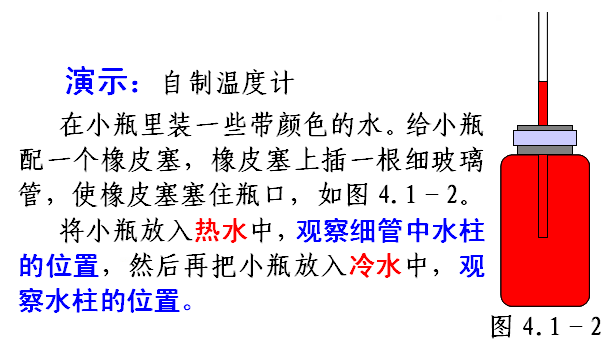 演示：自制温度计
在小瓶里装一些带颜色的水。给小瓶
配一个橡皮塞，橡皮塞上插一根细玻璃
管，使橡皮塞塞住瓶口，如图 4.1－2。
将小瓶放入热水中，观察细管中水柱
的位置，然后再把小瓶放入冷水中，观
察水柱的位置。
图 4.1－2